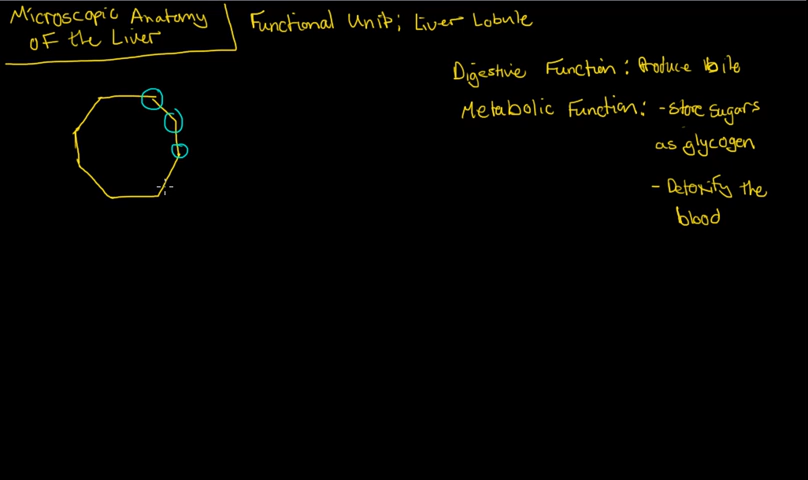 Microscopic Anatomy
of the Liver
Functional Unit; Liver Lobule
Digestive Function: Produce bile
Metabolic Function: - Store Sugars
as glycogen
- Detoxify the
blood